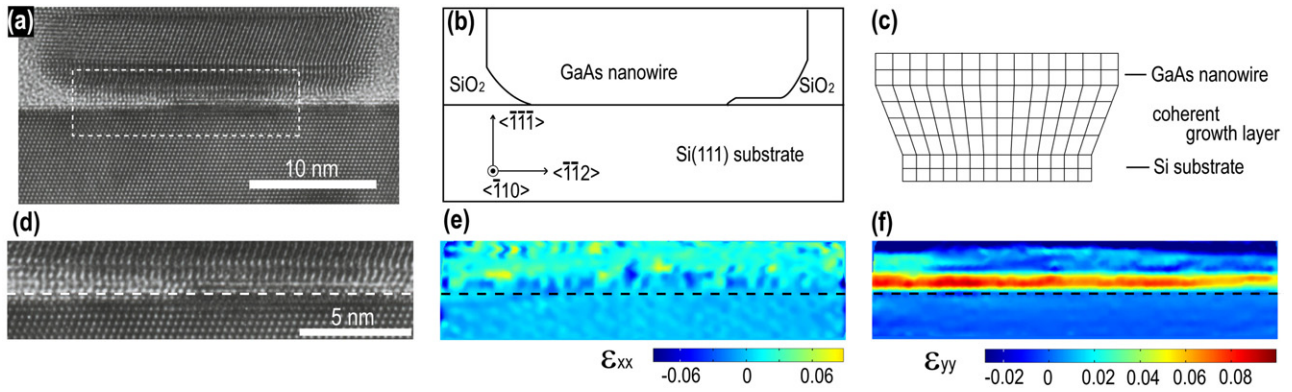 (a)
10 nm
(b)
SiO₂
GaAs nanowire
SiO₂
<1̅1̅1̅>
Si(111) substrate
<1̅1̅2>
<1̅10>
(c)
GaAs nanowire
coherent
growth layer
Si substrate
(d)
5 nm
(e)
εxx
-0.06 0 0.06
(f)
εyy
-0.02 0 0.02 0.04 0.06 0.08